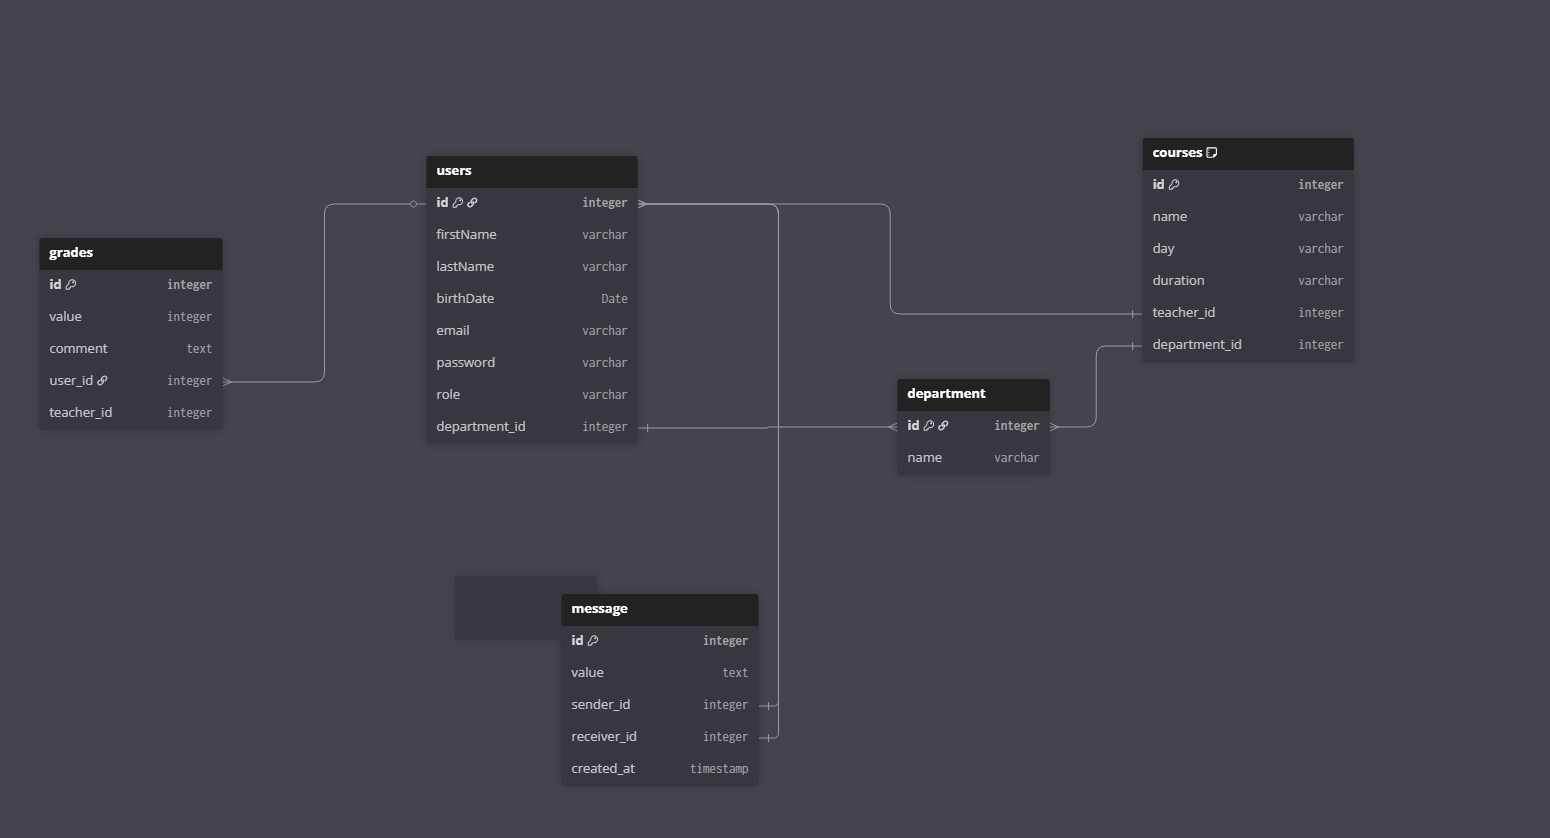 grades
id integer
value integer
comment text
user_id integer
teacher_id integer
users
id integer
firstName varchar
lastName varchar
birthDate Date
email varchar
password varchar
role varchar
department_id integer
courses
id integer
name varchar
day varchar
duration varchar
teacher_id integer
department_id integer
department
id integer
name varchar
message
id integer
value text
sender_id integer
receiver_id integer
created_at timestamp